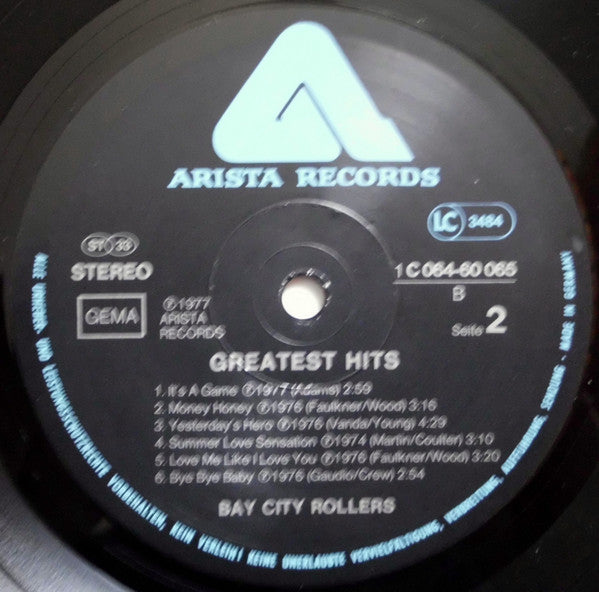 ARISTA RECORDS
LC 3484
ST 33
STEREO
1 C 064-60 065
B
GEMA
℗ 1977
ARISTA
RECORDS
Seite 2
GREATEST HITS
1. It's A Game ℗ 1977 (Adams) 2:59
2. Money Honey ℗ 1976 (Faulkner/Wood) 3:16
3. Yesterday's Hero ℗ 1976 (Vanda/Young) 4:29
4. Summer Love Sensation ℗ 1974 (Martin/Coulter) 3:10
5. Love Me Like I Love You ℗ 1976 (Faulkner/Wood) 3:20
6. Bye Bye Baby ℗ 1975 (Gaudio/Crew) 2:54
BAY CITY ROLLERS
ALLE URHEBER- UND LEISTUNGSSCHUTZRECHTE VORBEHALTEN, KEIN VERLEIH! KEINE UNERLAUBTE VERVIELFÄLTIGUNG, VERMIETUNG, AUFFÜHRUNG, SENDUNG · MADE IN GERMANY